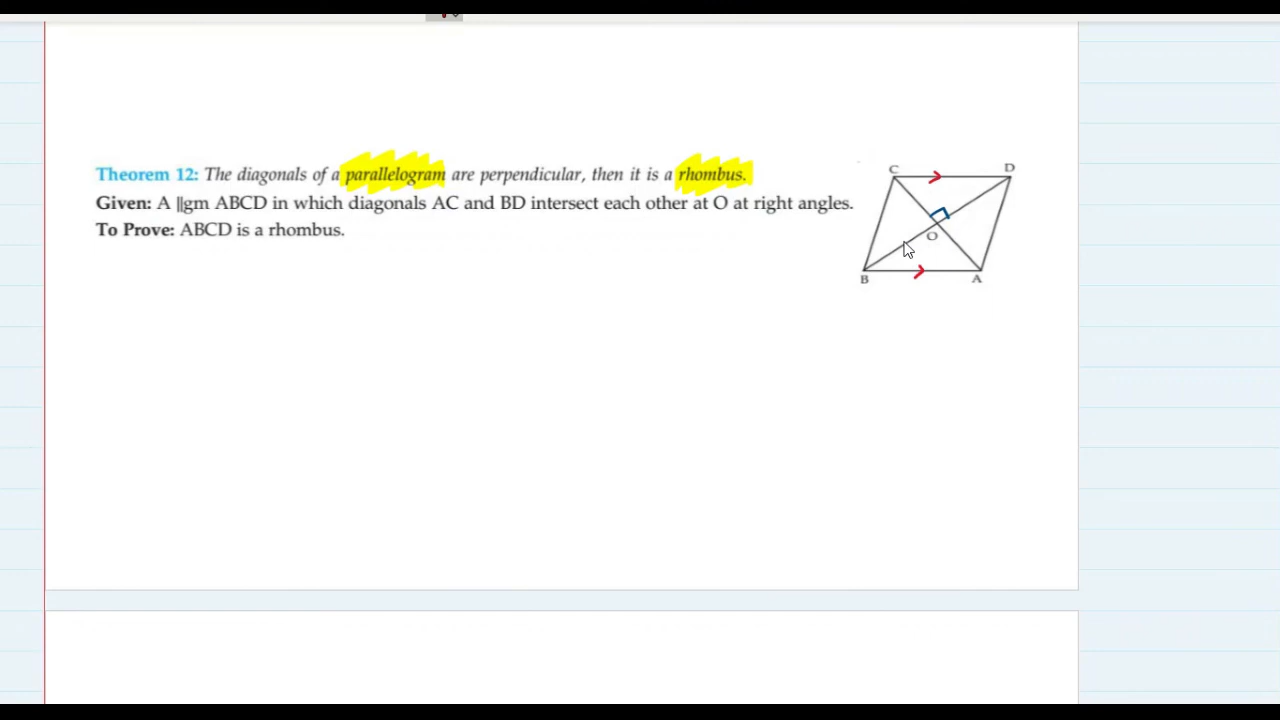 Theorem 12: The diagonals of a parallelogram are perpendicular, then it is a rhombus.
Given: A ||gm ABCD in which diagonals AC and BD intersect each other at O at right angles.
To Prove: ABCD is a rhombus.
C D
O
B A